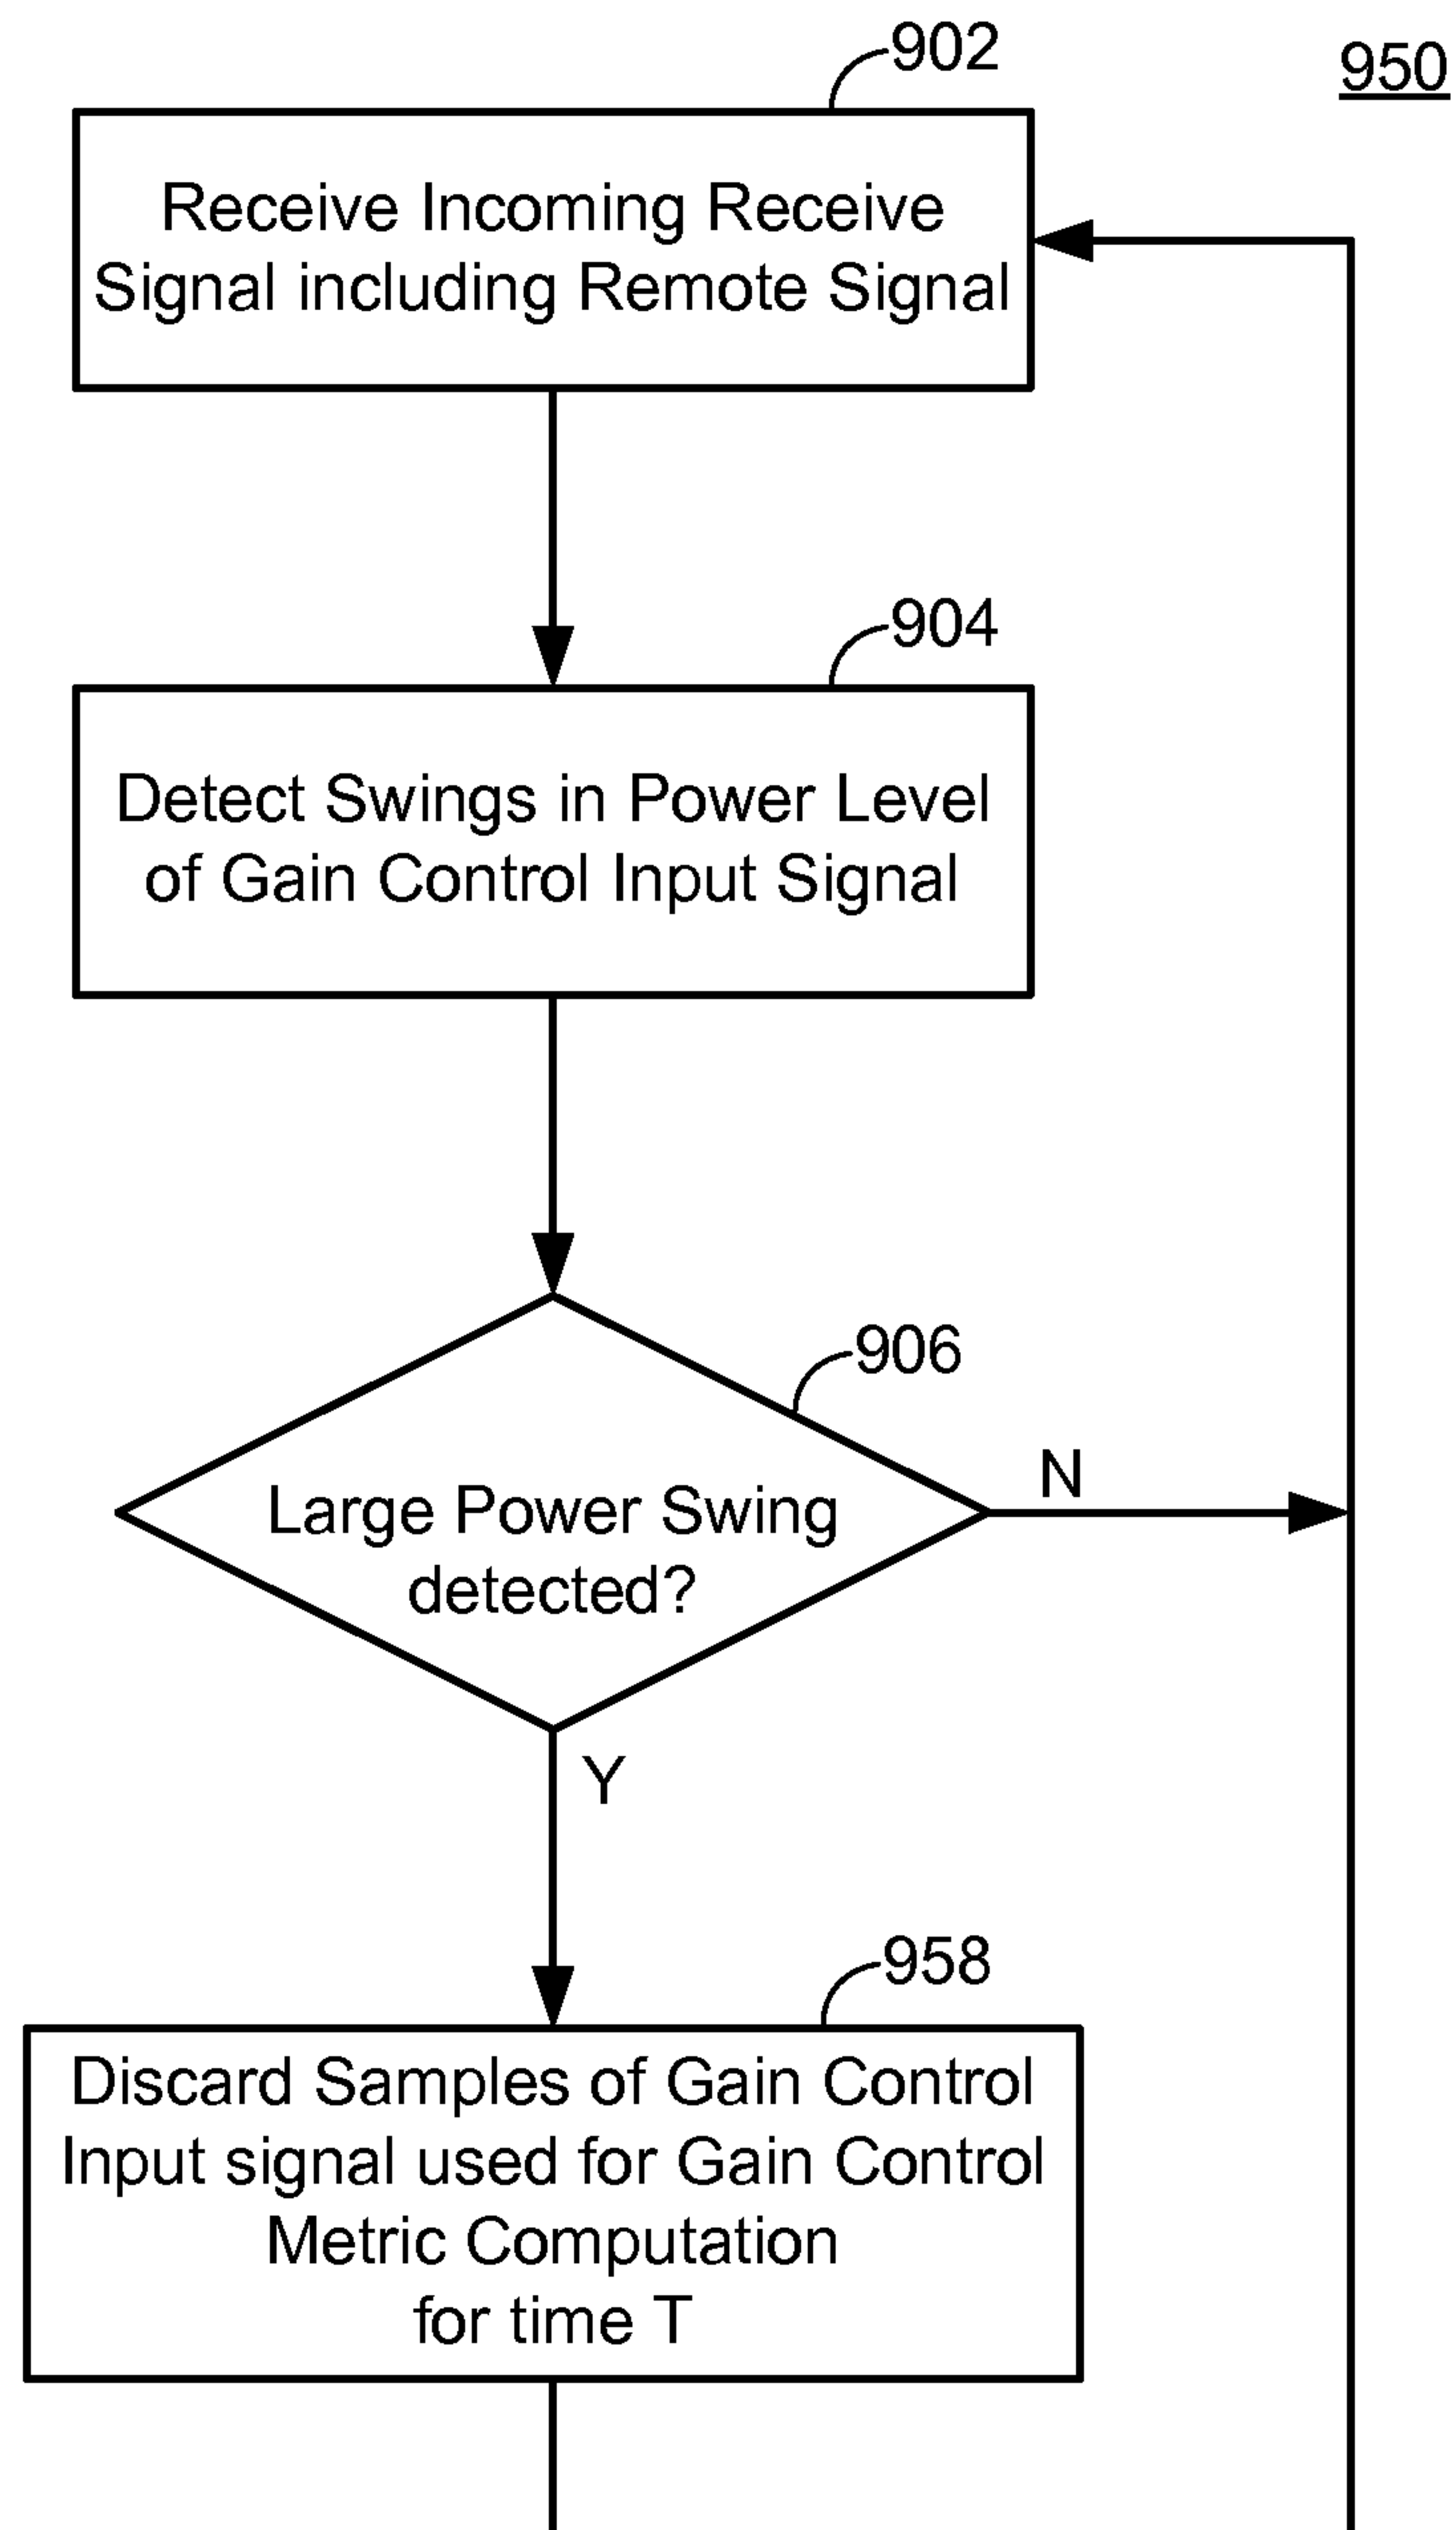 902
950
Receive Incoming Receive
Signal including Remote Signal
904
Detect Swings in Power Level
of Gain Control Input Signal
906
Large Power Swing
detected?
N
Y
958
Discard Samples of Gain Control
Input signal used for Gain Control
Metric Computation
for time T